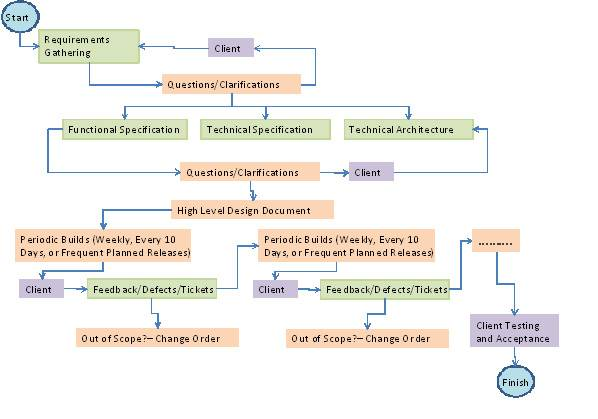 Start
Requirements
Gathering
Client
Questions/Clarifications
Functional Specification
Technical Specification
Technical Architecture
Questions/Clarifications
Client
High Level Design Document
Periodic Builds (Weekly, Every 10
Days, or Frequent Planned Releases)
Periodic Builds (Weekly, Every 10
Days, or Frequent Planned Releases)
..........
Client
Feedback/Defects/Tickets
Client
Feedback/Defects/Tickets
Out of Scope?– Change Order
Out of Scope?– Change Order
Client Testing
and Acceptance
Finish